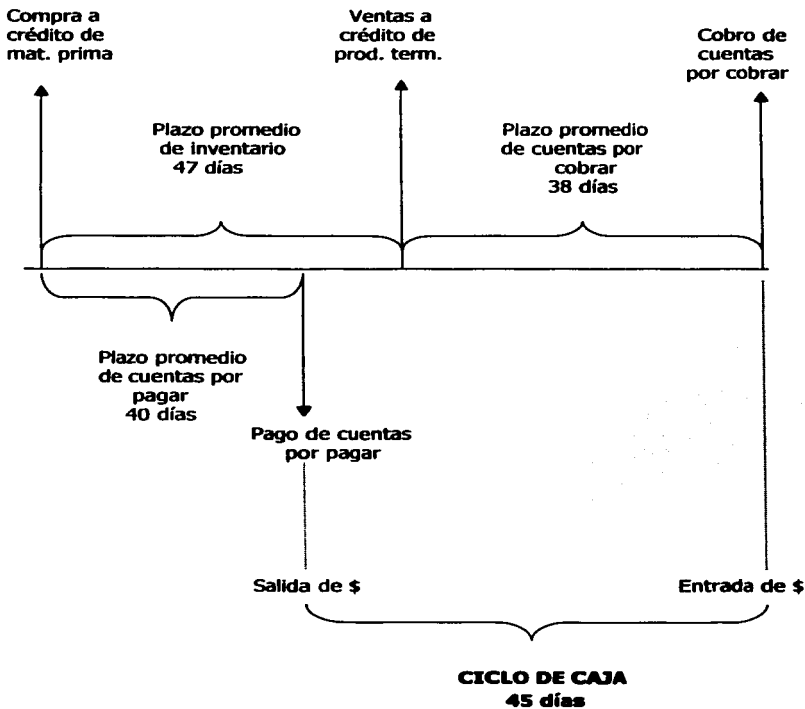 Compra a
crédito de
mat. prima
Ventas a
crédito de
prod. term.
Cobro de
cuentas
por cobrar
Plazo promedio
de inventario
47 días
Plazo promedio
de cuentas por
cobrar
38 días
Plazo promedio
de cuentas por
pagar
40 días
Pago de cuentas
por pagar
Salida de $
Entrada de $
CICLO DE CAJA
45 días